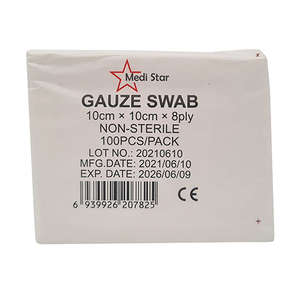 Medi Star
GAUZE SWAB
10cm × 10cm × 8ply
NON-STERILE
100PCS/PACK
LOT NO.: 20210610
MFG.DATE: 2021/06/10
EXP. DATE: 2026/06/09
CE
6 939926 207825